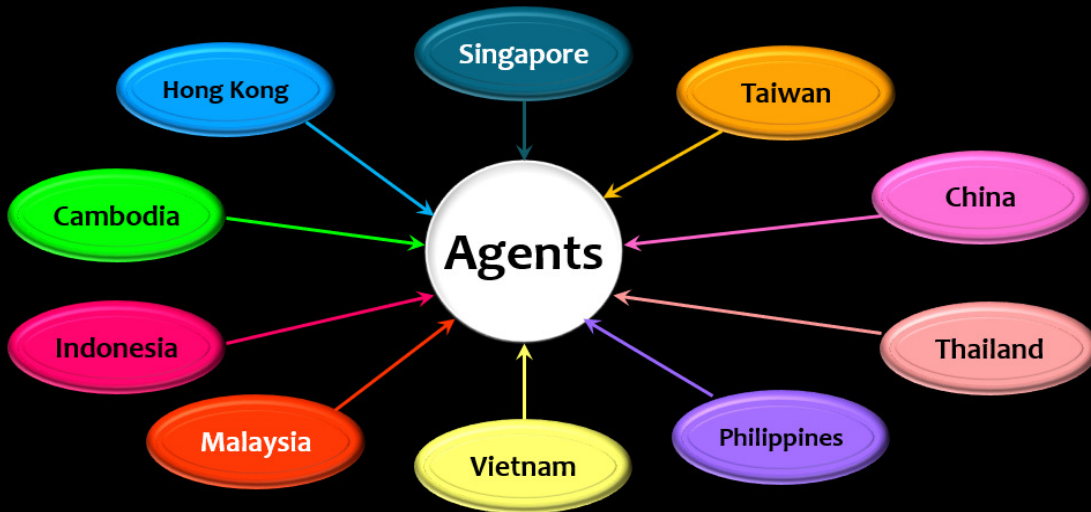 Singapore
Hong Kong
Taiwan
China
Cambodia
Agents
Indonesia
Thailand
Malaysia
Philippines
Vietnam